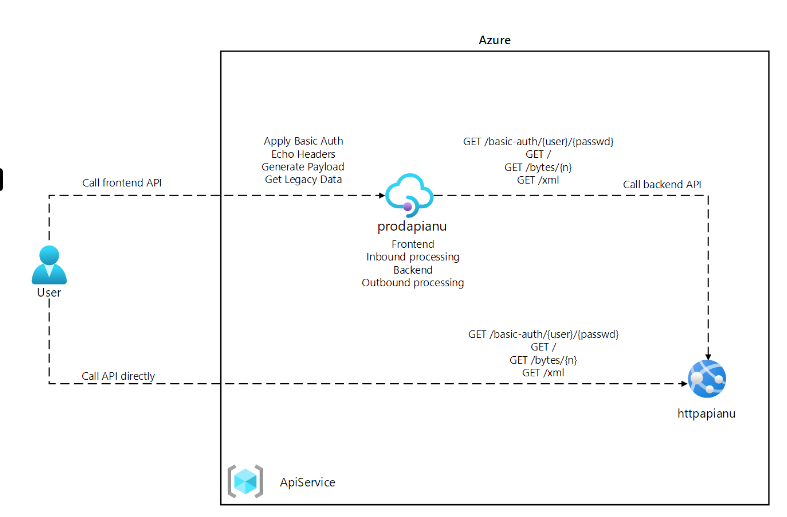 Azure
Apply Basic Auth
Echo Headers
Generate Payload
Get Legacy Data
GET /basic-auth/{user}/{passwd}
GET /
GET /bytes/{n}
GET /xml
Call frontend API
Call backend API
prodapianu
Frontend
Inbound processing
Backend
Outbound processing
User
GET /basic-auth/{user}/{passwd}
GET /
GET /bytes/{n}
GET /xml
Call API directly
httpapianu
ApiService